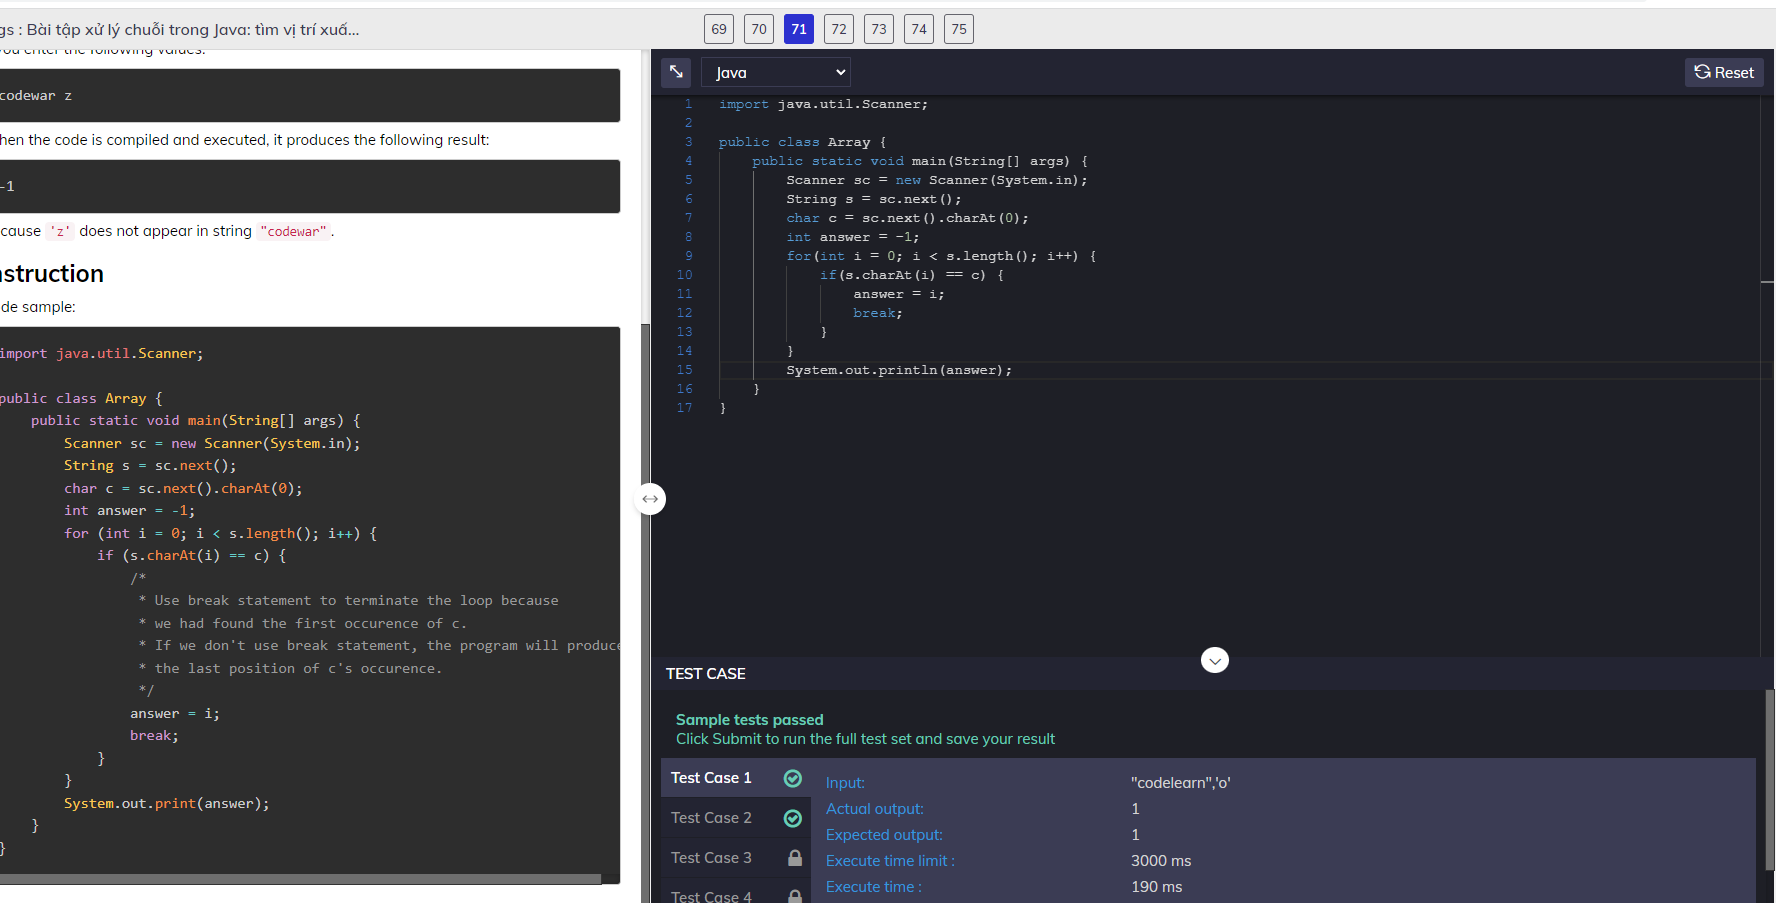 gs : Bài tập xử lý chuỗi trong Java: tìm vị trí xuấ...
69 70 71 72 73 74 75
you enter the following values:
codewar z
hen the code is compiled and executed, it produces the following result:
-1
cause 'z' does not appear in string "codewar".
nstruction
de sample:
import java.util.Scanner;
public class Array {
public static void main(String[] args) {
Scanner sc = new Scanner(System.in);
String s = sc.next();
char c = sc.next().charAt(0);
int answer = -1;
for (int i = 0; i < s.length(); i++) {
if (s.charAt(i) == c) {
/*
* Use break statement to terminate the loop because
* we had found the first occurence of c.
* If we don't use break statement, the program will produce
* the last position of c's occurence.
*/
answer = i;
break;
}
}
System.out.print(answer);
}
}
Java
Reset
1 import java.util.Scanner;
2
3 public class Array {
4 public static void main(String[] args) {
5 Scanner sc = new Scanner(System.in);
6 String s = sc.next();
7 char c = sc.next().charAt(0);
8 int answer = -1;
9 for(int i = 0; i < s.length(); i++) {
10 if(s.charAt(i) == c) {
11 answer = i;
12 break;
13 }
14 }
15 System.out.println(answer);
16 }
17 }
TEST CASE
Sample tests passed
Click Submit to run the full test set and save your result
Test Case 1
Test Case 2
Test Case 3
Test Case 4
Input: "codelearn",'o'
Actual output: 1
Expected output: 1
Execute time limit : 3000 ms
Execute time : 190 ms